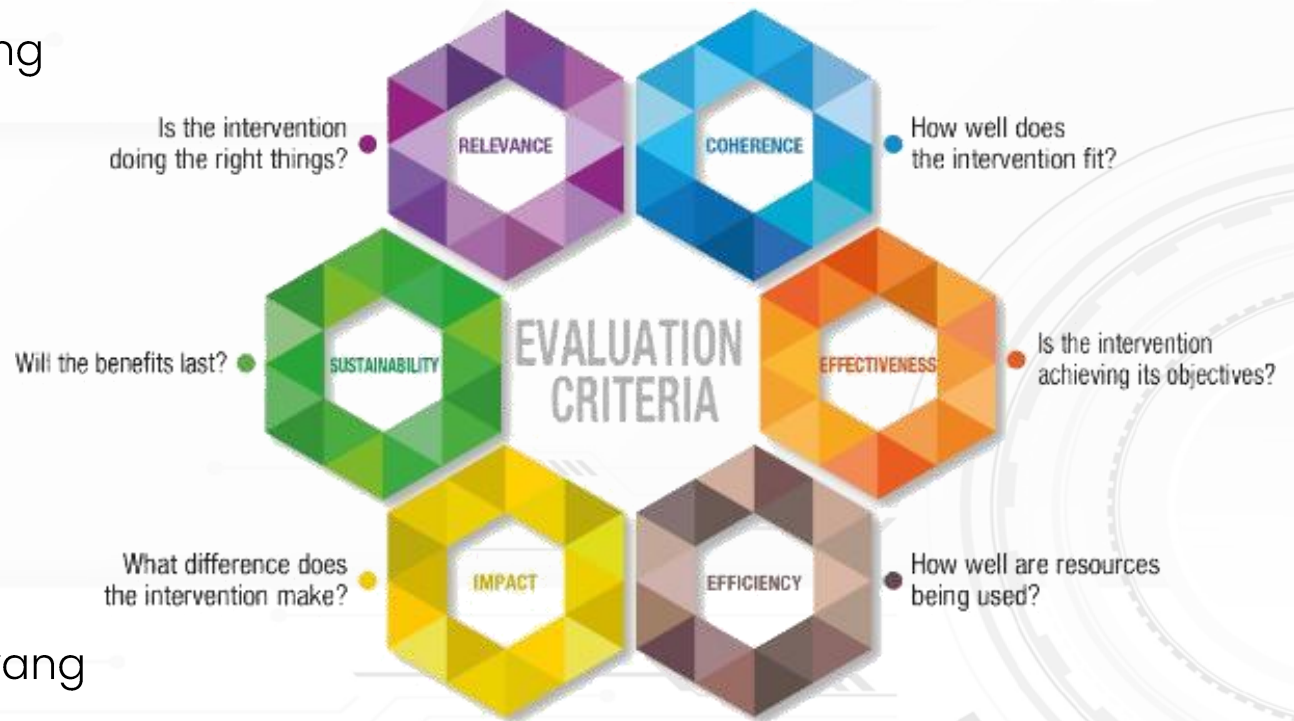 ng
Is the intervention
doing the right things?
RELEVANCE
COHERENCE
How well does
the intervention fit?
Will the benefits last?
SUSTAINABILITY
EVALUATION
CRITERIA
EFFECTIVENESS
Is the intervention
achieving its objectives?
What difference does
the intervention make?
IMPACT
EFFICIENCY
How well are resources
being used?